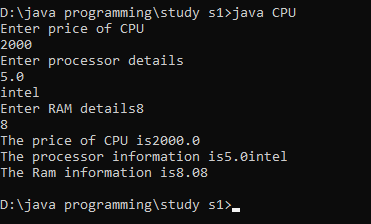 D:\java programming\study s1>java CPU
Enter price of CPU
2000
Enter processor details
5.0
intel
Enter RAM details8
8
The price of CPU is2000.0
The processor information is5.0intel
The Ram information is8.08
D:\java programming\study s1>